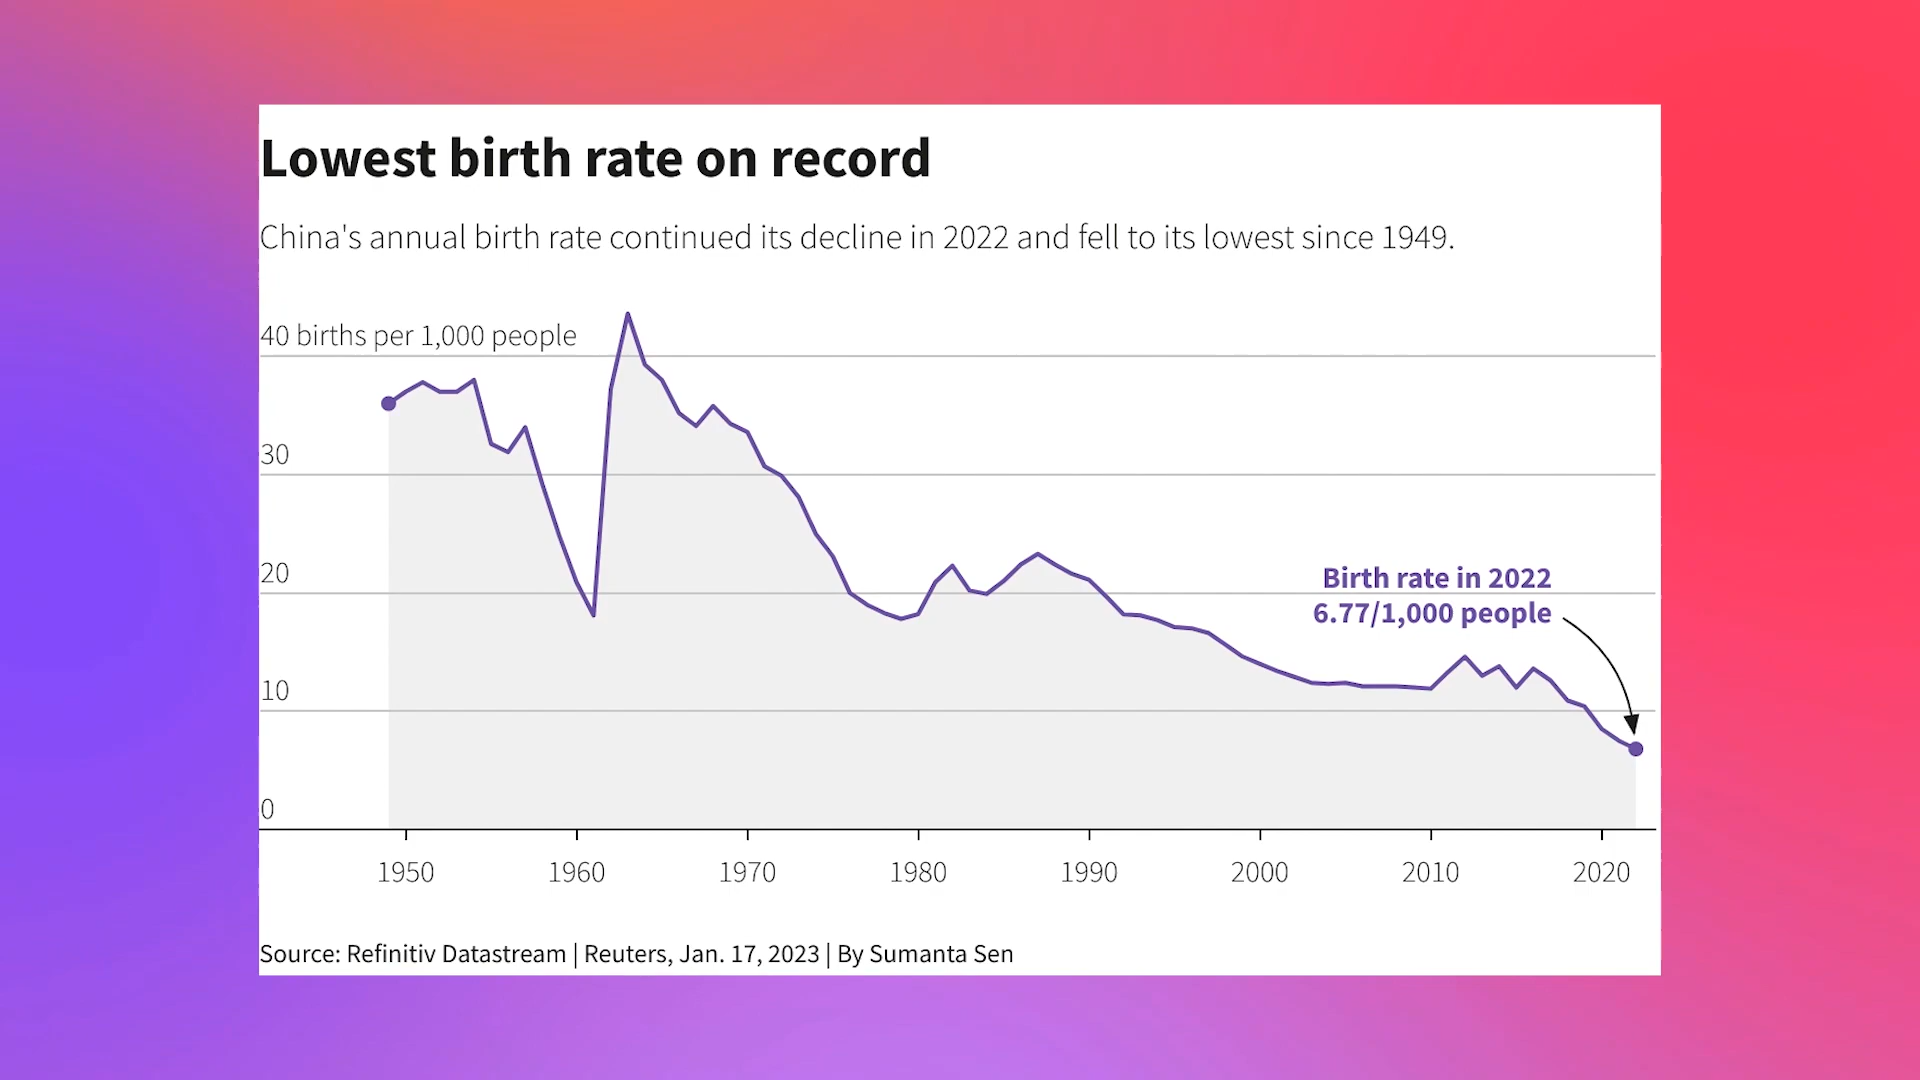 Lowest birth rate on record
China's annual birth rate continued its decline in 2022 and fell to its lowest since 1949.
40 births per 1,000 people
30
20
10
0
Birth rate in 2022
6.77/1,000 people
1950 1960 1970 1980 1990 2000 2010 2020
Source: Refinitiv Datastream | Reuters, Jan. 17, 2023 | By Sumanta Sen